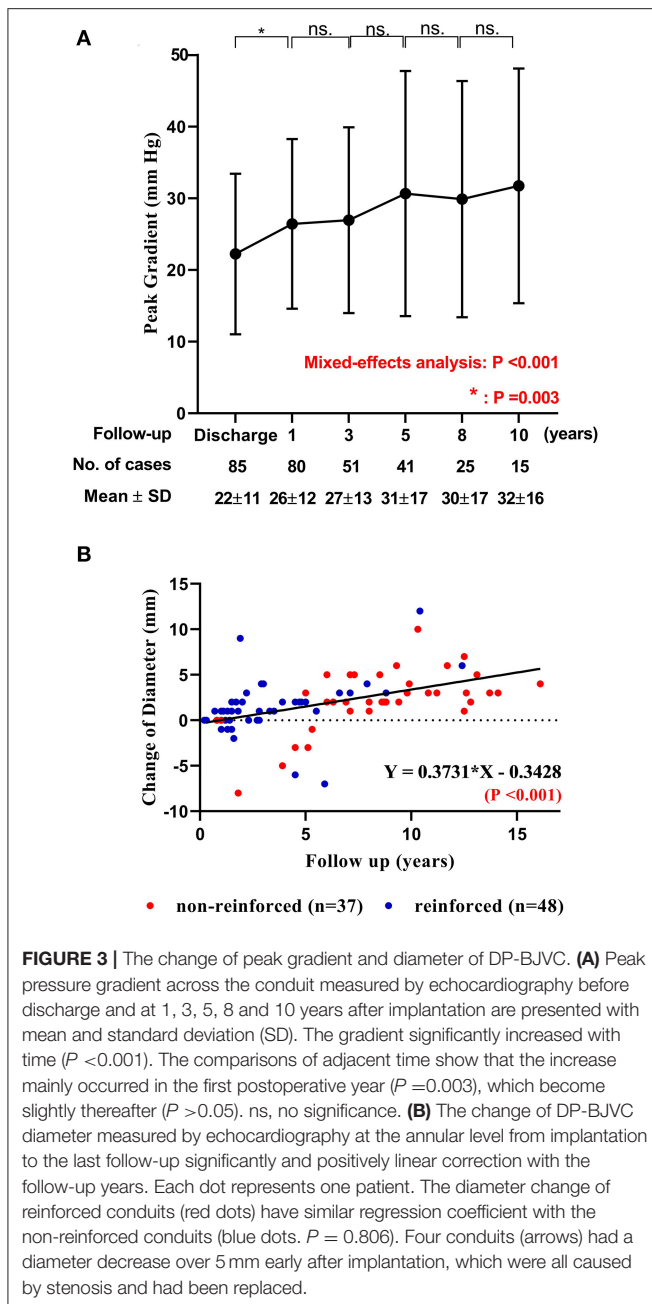 A
* ns. ns. ns. ns.
50
40
30
20
10
0
Peak Gradient (mm Hg)
Mixed-effects analysis: P <0.001
* : P =0.003
Follow-up Discharge 1 3 5 8 10 (years)
No. of cases 85 80 51 41 25 15
Mean ± SD 22±11 26±12 27±13 31±17 30±17 32±16
B
15
10
5
0
-5
-10
Change of Diameter (mm)
Y = 0.3731*X - 0.3428
(P <0.001)
0 5 10 15
Follow up (years)
non-reinforced (n=37) reinforced (n=48)
FIGURE 3 | The change of peak gradient and diameter of DP-BJVC. (A) Peak
pressure gradient across the conduit measured by echocardiography before
discharge and at 1, 3, 5, 8 and 10 years after implantation are presented with
mean and standard deviation (SD). The gradient significantly increased with
time (P <0.001). The comparisons of adjacent time show that the increase
mainly occurred in the first postoperative year (P =0.003), which become
slightly thereafter (P >0.05). ns, no significance. (B) The change of DP-BJVC
diameter measured by echocardiography at the annular level from implantation
to the last follow-up significantly and positively linear correction with the
follow-up years. Each dot represents one patient. The diameter change of
reinforced conduits (red dots) have similar regression coefficient with the
non-reinforced conduits (blue dots. P = 0.806). Four conduits (arrows) had a
diameter decrease over 5 mm early after implantation, which were all caused
by stenosis and had been replaced.